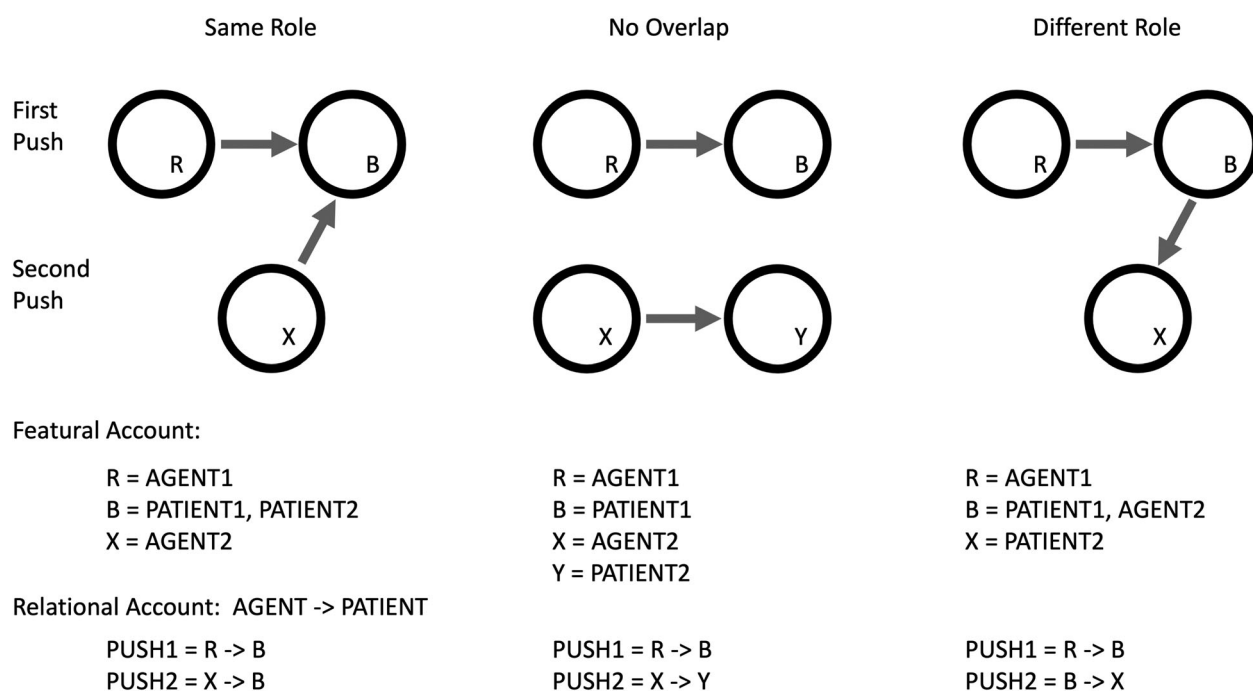 Same Role
No Overlap
Different Role
First
Push
R
B
R
B
R
B
Second
Push
X
X
Y
X
Featural Account:
R = AGENT1
B = PATIENT1, PATIENT2
X = AGENT2
R = AGENT1
B = PATIENT1
X = AGENT2
Y = PATIENT2
R = AGENT1
B = PATIENT1, AGENT2
X = PATIENT2
Relational Account:  AGENT -> PATIENT
PUSH1 = R -> B
PUSH2 = X -> B
PUSH1 = R -> B
PUSH2 = X -> Y
PUSH1 = R -> B
PUSH2 = B -> X